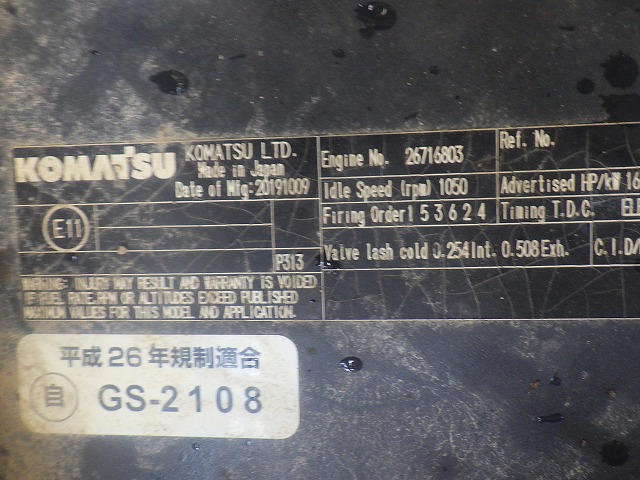 KOMATSU
KOMATSU LTD.
Made in Japan
Date of Mfg:20191009
E11
P313
WARNING: INJURY MAY RESULT AND WARRANTY IS VOIDED
IF FUEL RATE.RPM OR ALTITUDES EXCEED PUBLISHED
MAXIMUM VALUES FOR THIS MODEL AND APPLICATION.
Engine No. 26716803
Ref. No.
Idle Speed (rpm) 1050
Advertised HP/kW 16
Firing Order 1 5 3 6 2 4
Timing T.D.C. ELE
Valve lash cold 0.254Int. 0.508Exh.
C.I.D/
平成26年規制適合
自 GS-2108